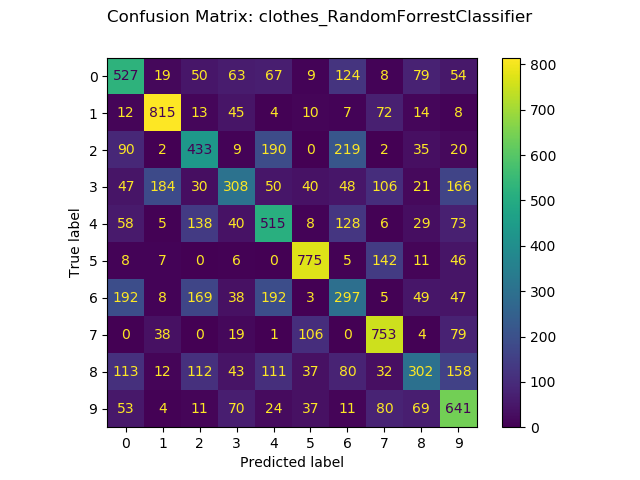 Confusion Matrix: clothes_RandomForrestClassifier
0 527 19 50 63 67 9 124 8 79 54
1 12 815 13 45 4 10 7 72 14 8
2 90 2 433 9 190 0 219 2 35 20
3 47 184 30 308 50 40 48 106 21 166
4 58 5 138 40 515 8 128 6 29 73
5 8 7 0 6 0 775 5 142 11 46
6 192 8 169 38 192 3 297 5 49 47
7 0 38 0 19 1 106 0 753 4 79
8 113 12 112 43 111 37 80 32 302 158
9 53 4 11 70 24 37 11 80 69 641
0 1 2 3 4 5 6 7 8 9
True label
Predicted label
800
700
600
500
400
300
200
100
0